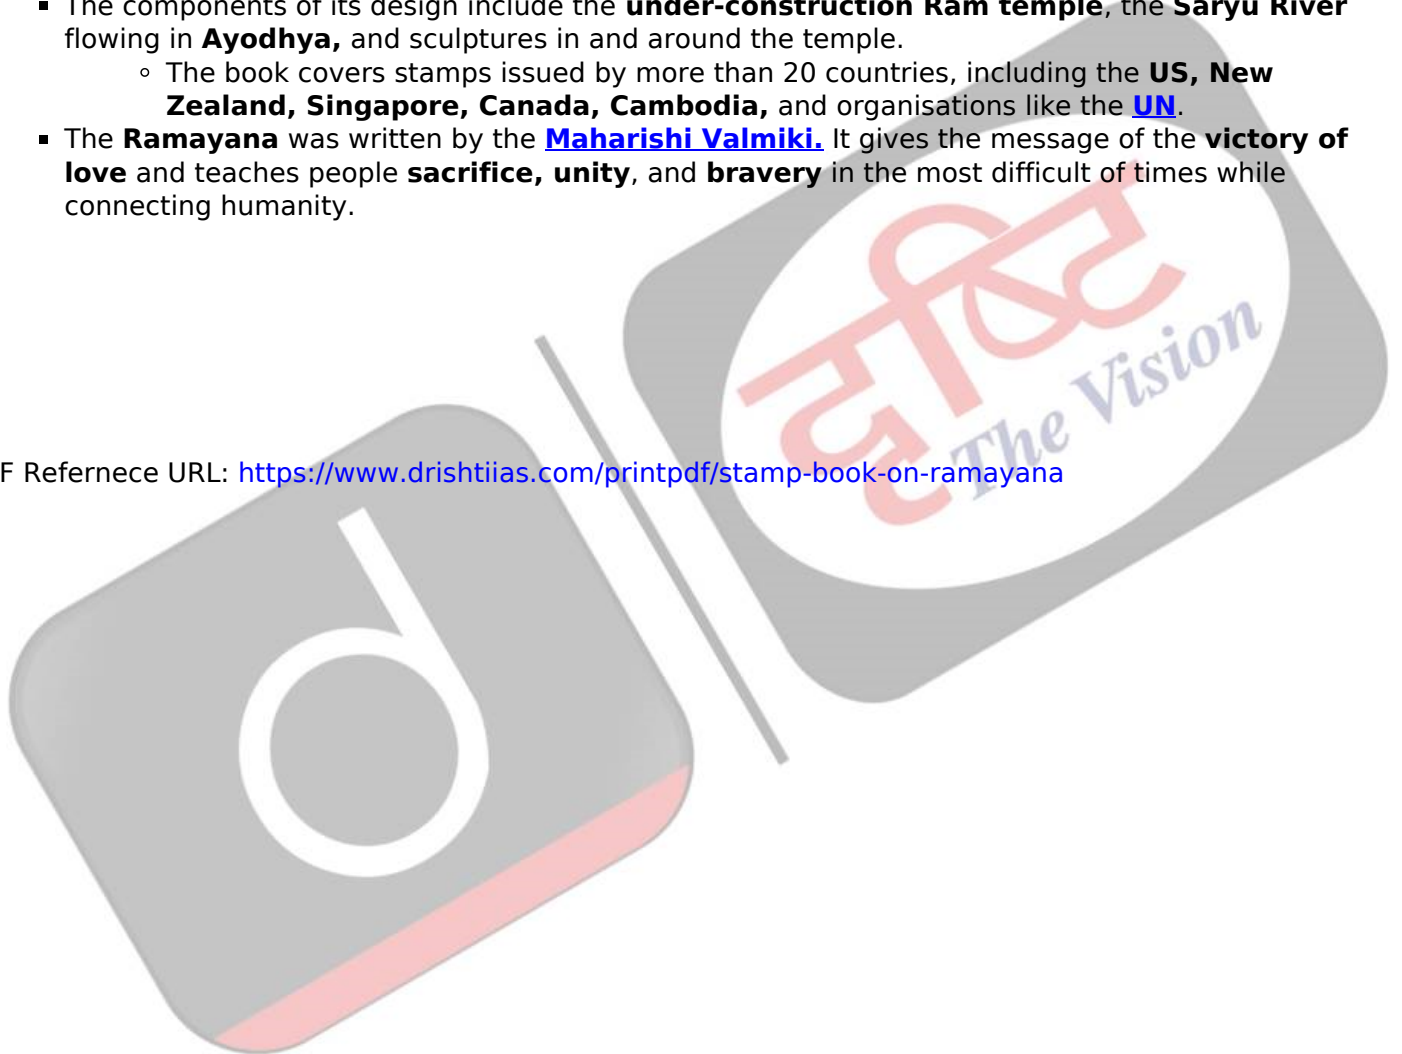 The components of its design include the under-construction Ram temple, the Saryu River
flowing in Ayodhya, and sculptures in and around the temple.
The book covers stamps issued by more than 20 countries, including the US, New
Zealand, Singapore, Canada, Cambodia, and organisations like the UN.
The Ramayana was written by the Maharishi Valmiki. It gives the message of the victory of
love and teaches people sacrifice, unity, and bravery in the most difficult of times while
connecting humanity.
दृष्टि
The Vision
F Refernece URL: https://www.drishtiias.com/printpdf/stamp-book-on-ramayana
d